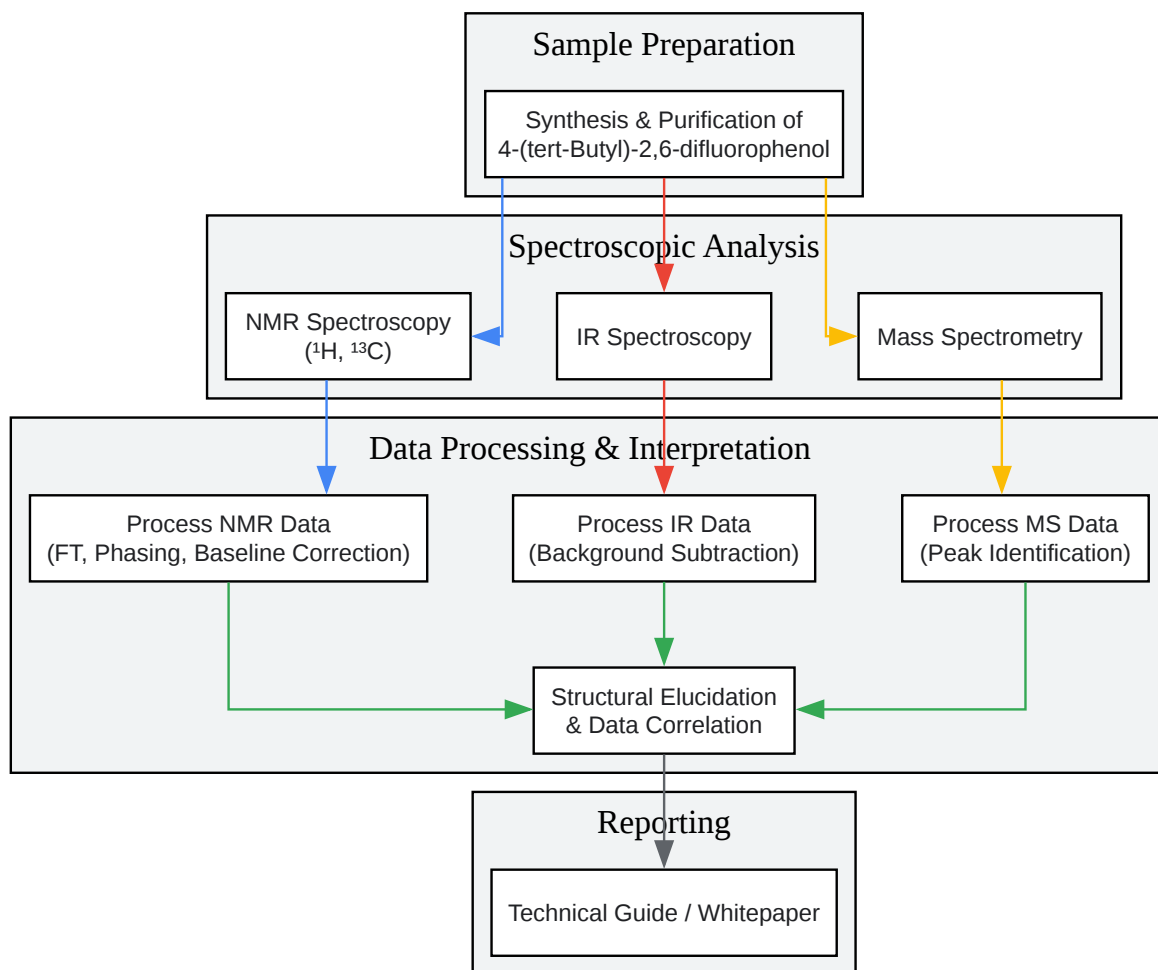 Sample Preparation
Synthesis & Purification of
4-(tert-Butyl)-2,6-difluorophenol
Spectroscopic Analysis
NMR Spectroscopy
(¹H, ¹³C)
IR Spectroscopy
Mass Spectrometry
Data Processing & Interpretation
Process NMR Data
(FT, Phasing, Baseline Correction)
Process IR Data
(Background Subtraction)
Process MS Data
(Peak Identification)
Structural Elucidation
& Data Correlation
Reporting
Technical Guide / Whitepaper